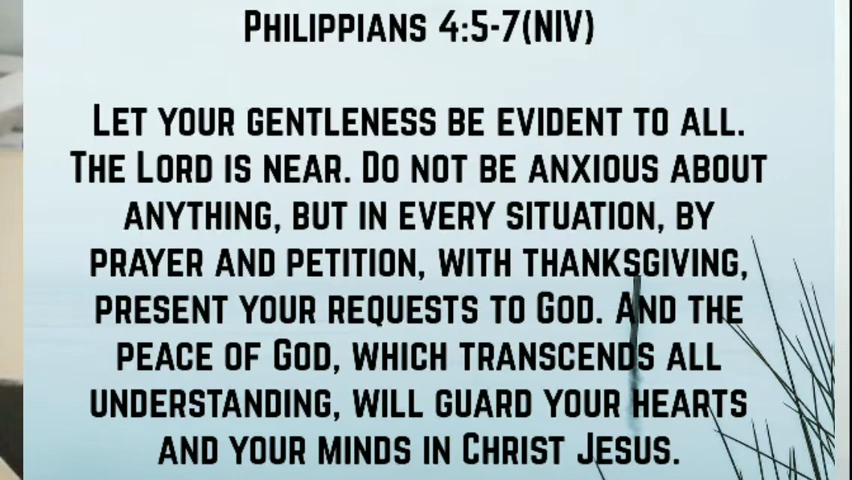 Philippians 4:5-7(NIV)
Let your gentleness be evident to all.
The Lord is near. Do not be anxious about
anything, but in every situation, by
prayer and petition, with thanksgiving,
present your requests to God. And the
peace of God, which transcends all
understanding, will guard your hearts
and your minds in Christ Jesus.